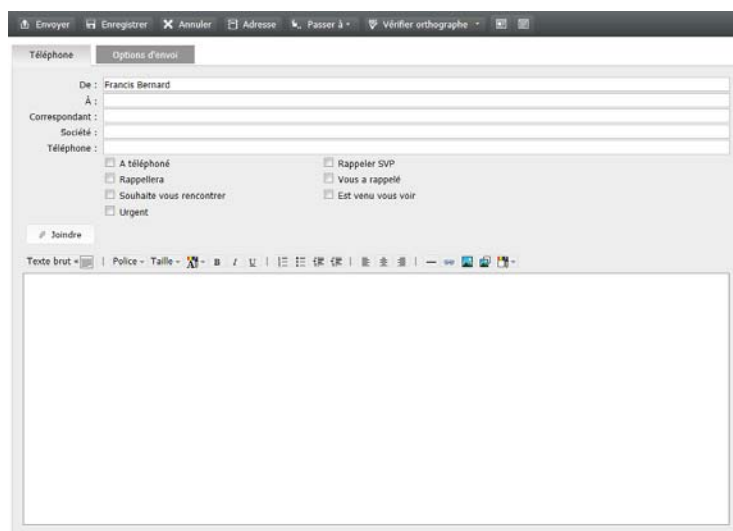 Envoyer Enregistrer Annuler Adresse Passer à Vérifier orthographe
Téléphone Options d'envoi
De : Francis Bernard
À :
Correspondant :
Société :
Téléphone :
A téléphoné Rappeler SVP
Rappellera Vous a rappelé
Souhaite vous rencontrer Est venu vous voir
Urgent
Joindre
Texte brut Police Taille B I U